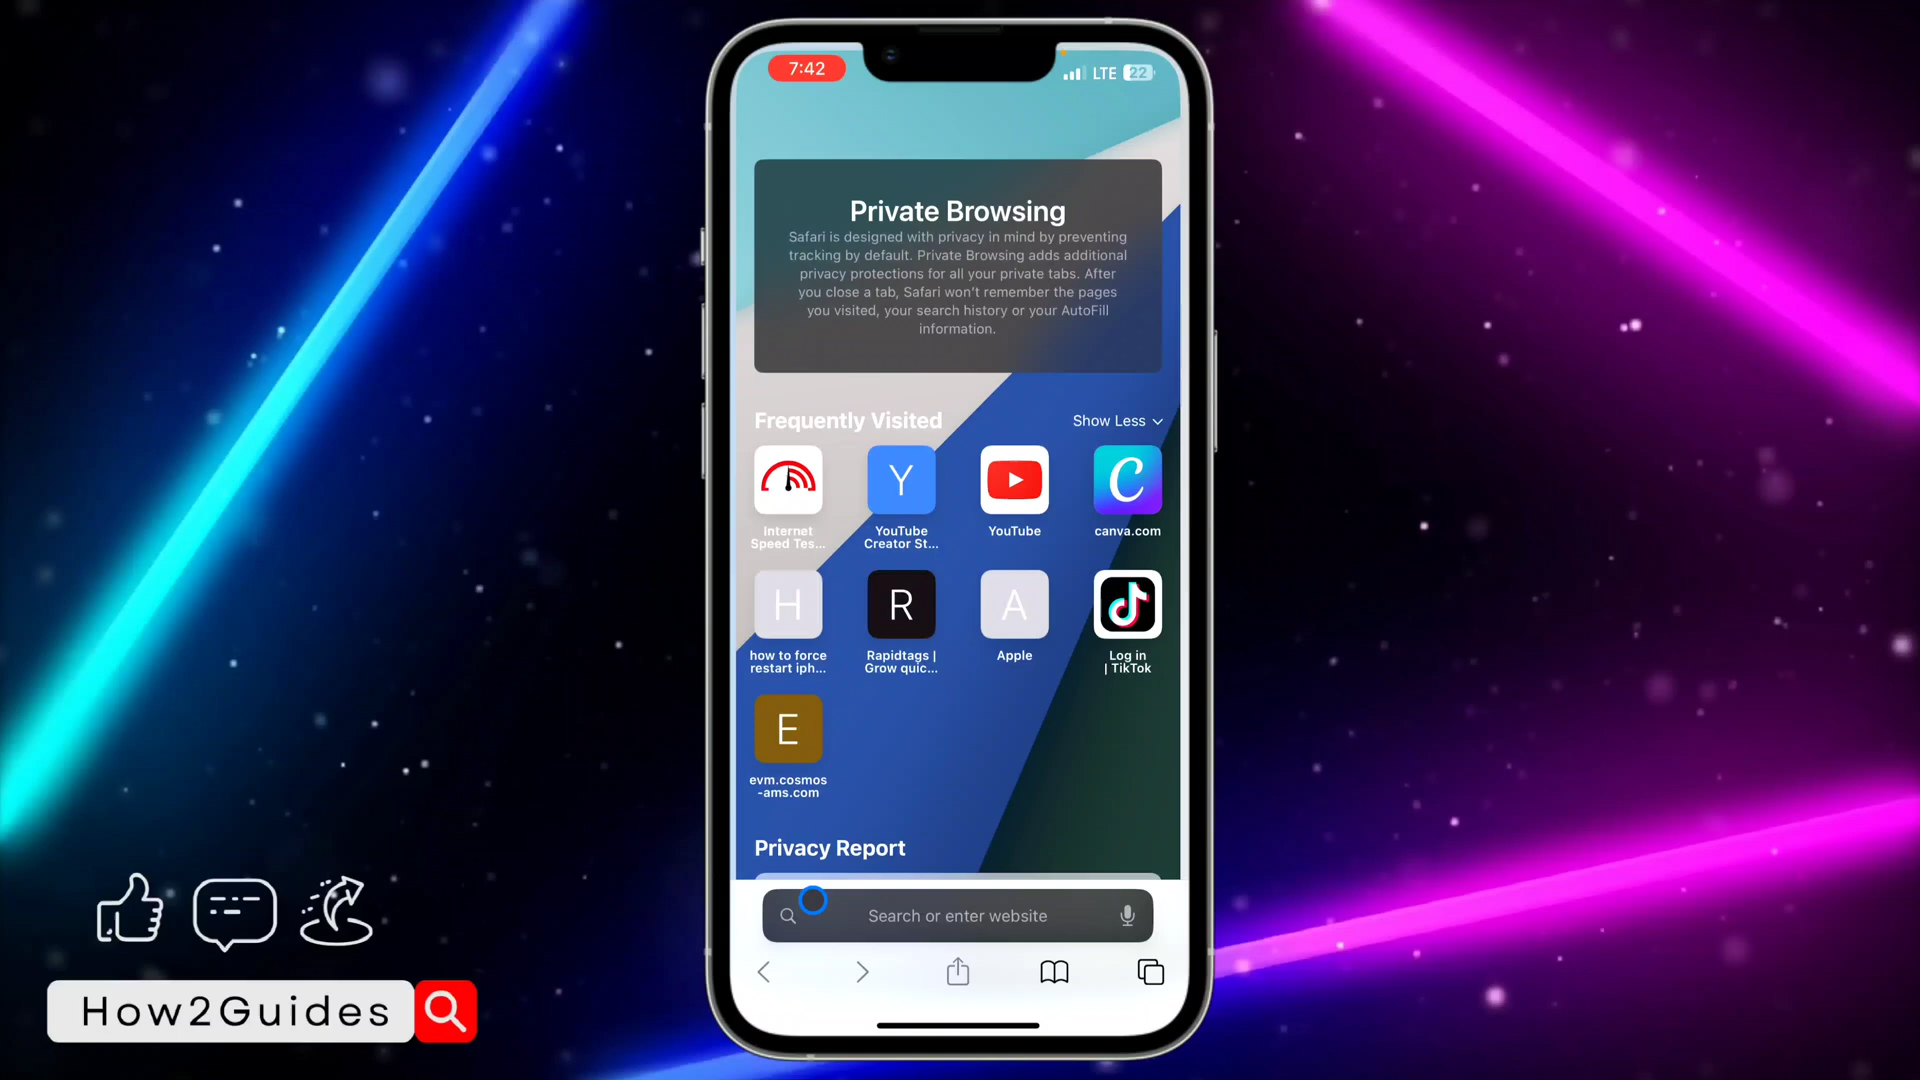 7:42
LTE 22
Private Browsing
Safari is designed with privacy in mind by preventing
tracking by default. Private Browsing adds additional
privacy protections for all your private tabs. After
you close a tab, Safari won't remember the pages
you visited, your search history or your AutoFill
information.
Frequently Visited
Show Less
Y
C
Internet
Speed Tes...
YouTube
Creator St...
YouTube
canva.com
H
R
A
how to force
restart iph...
Rapidtags |
Grow quic...
Apple
Log in
| TikTok
E
evm.cosmos
-ams.com
Privacy Report
Search or enter website
How2Guides